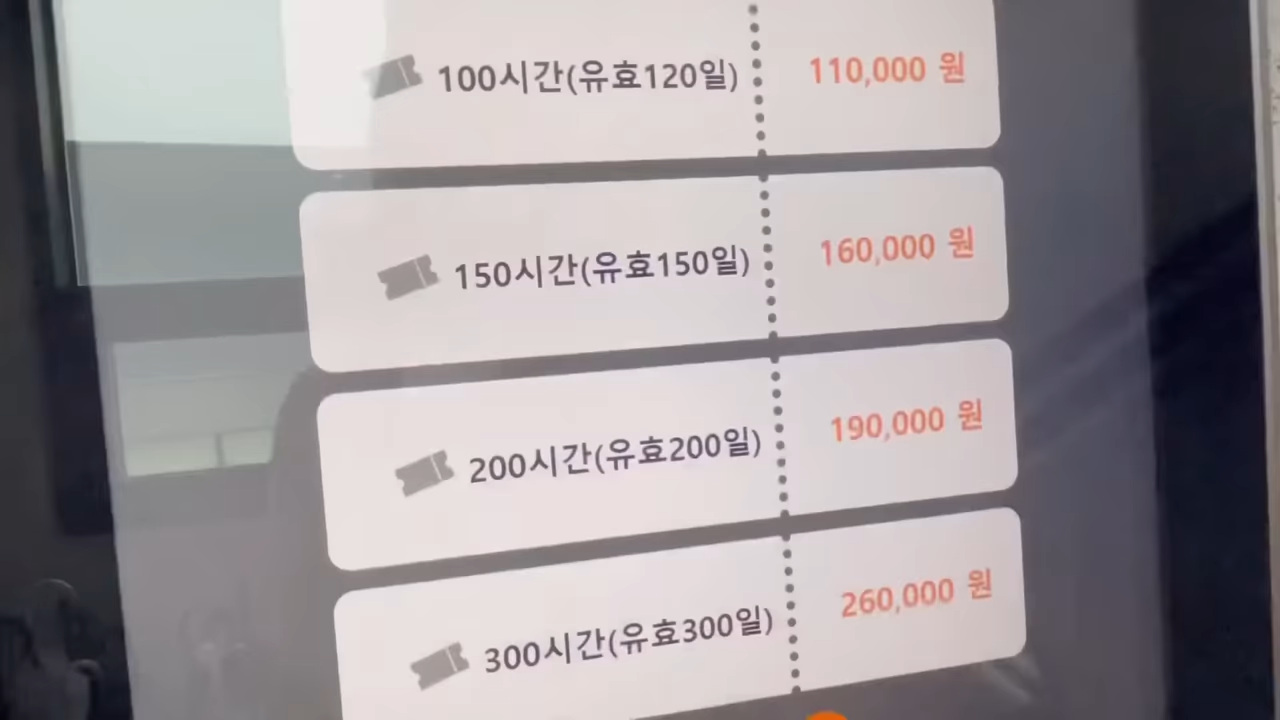 100시간(유효120일) 110,000 원
150시간(유효150일) 160,000 원
200시간(유효200일) 190,000 원
300시간(유효300일) 260,000 원